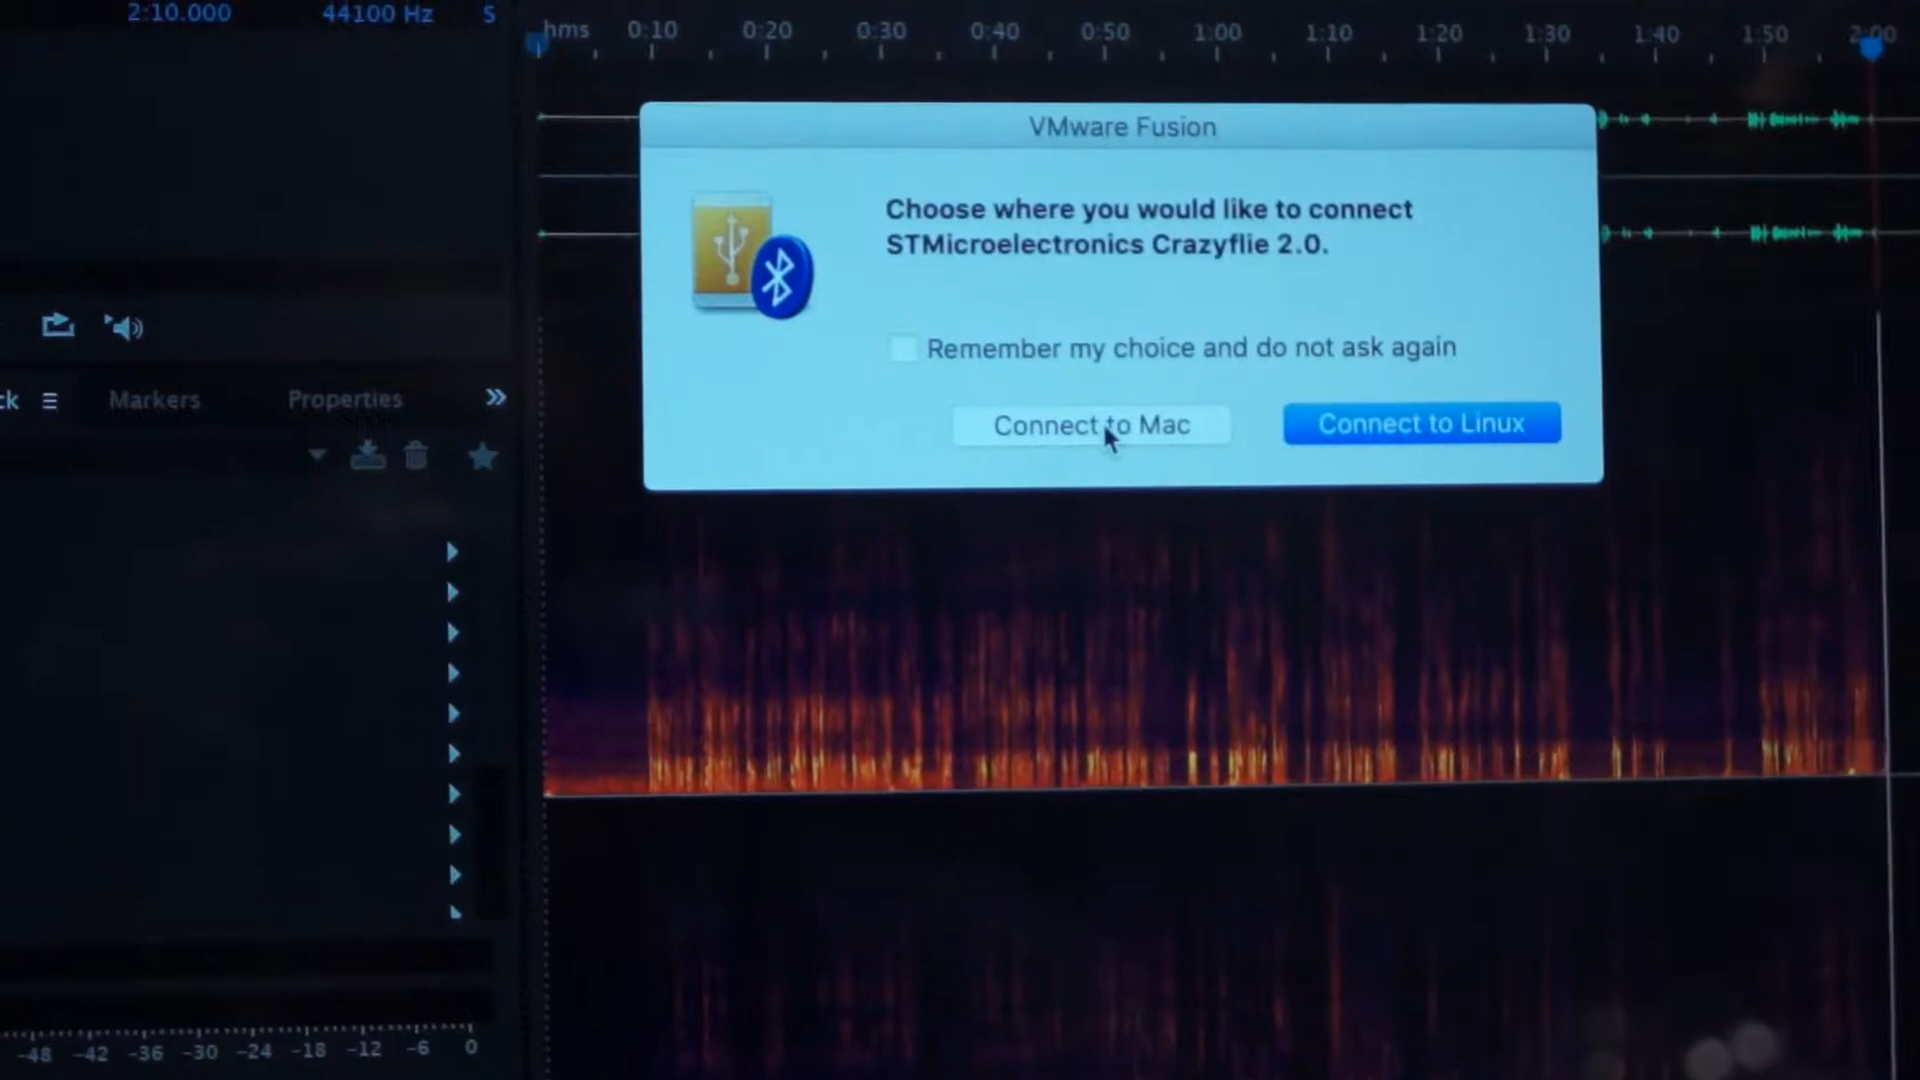 2:10.000 44100 Hz S
hms 0:10 0:20 0:30 0:40 0:50 1:00 1:10 1:20 1:30 1:40 1:50 2:00
VMware Fusion
Choose where you would like to connect
STMicroelectronics Crazyflie 2.0.
Remember my choice and do not ask again
Connect to Mac Connect to Linux
ck Markers Properties
-48 -42 -36 -30 -24 -18 -12 -6 0